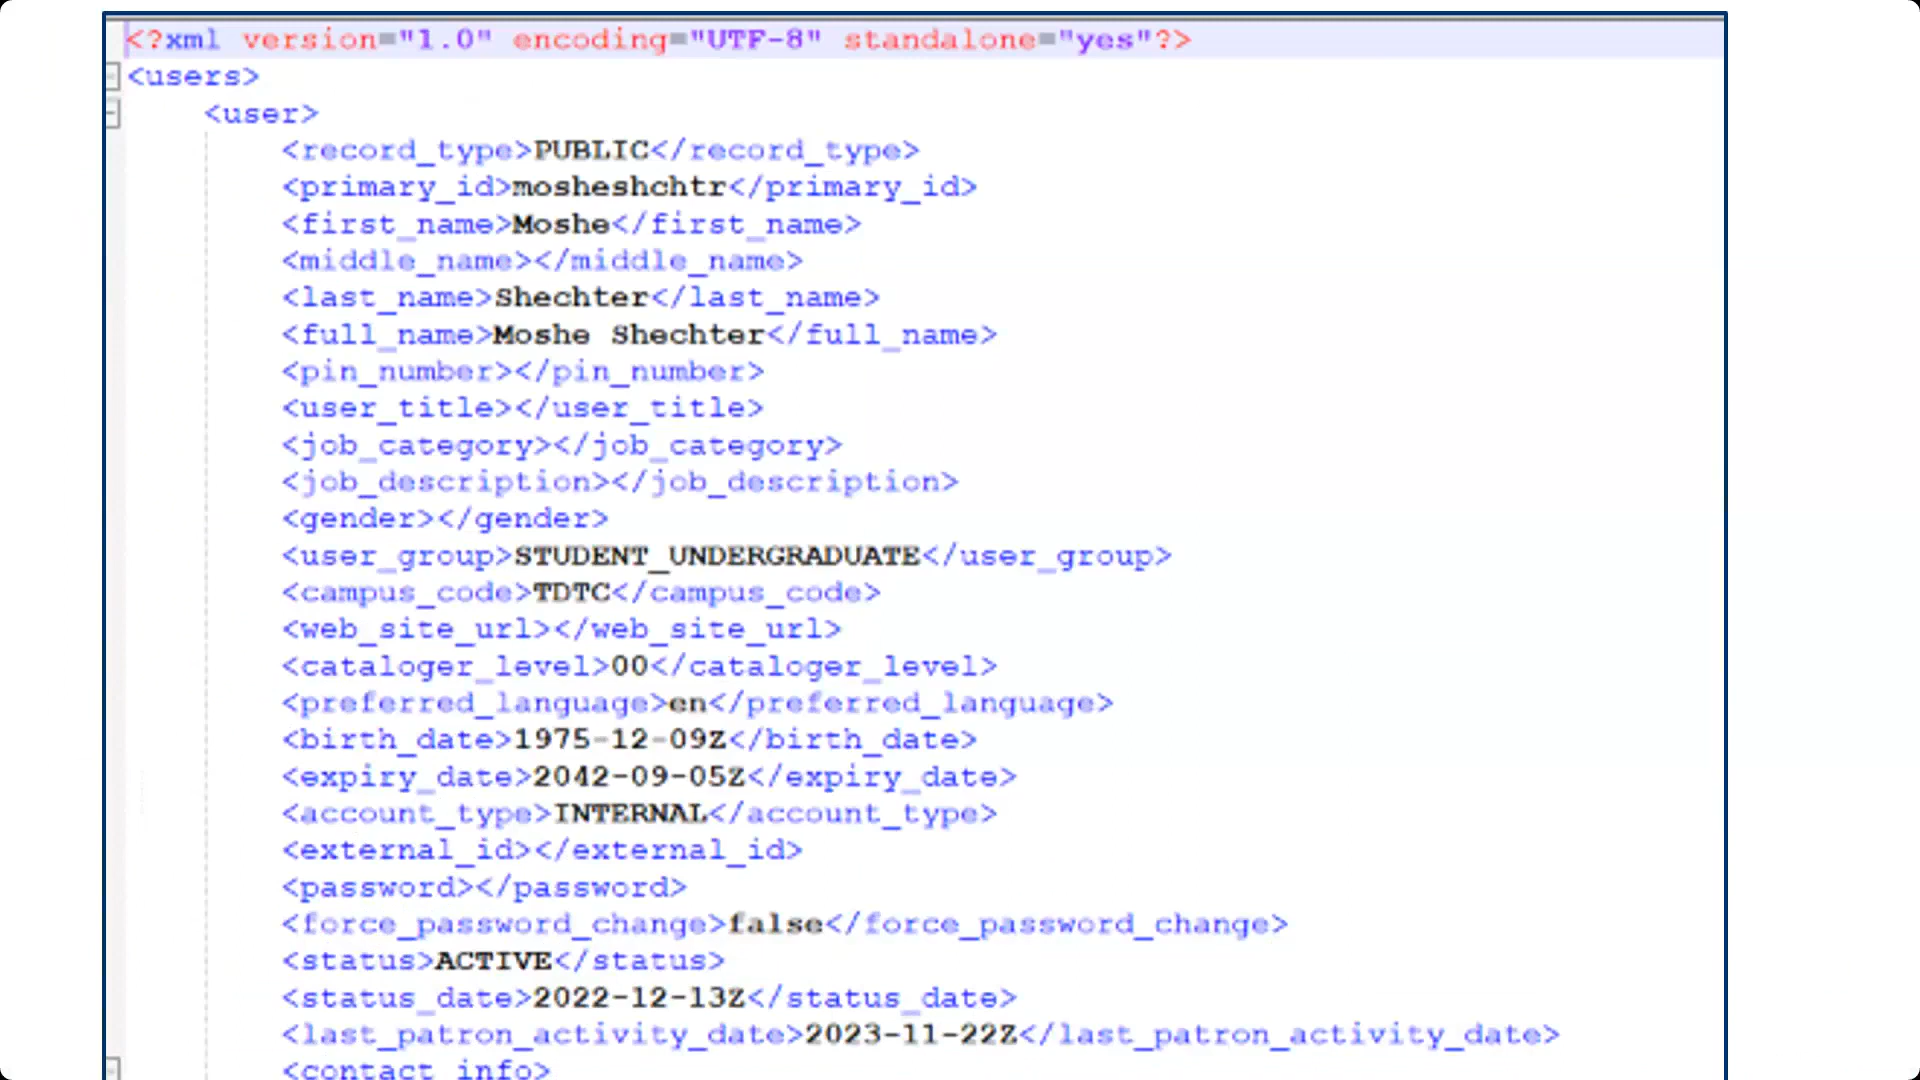 <?xml version="1.0" encoding="UTF-8" standalone="yes"?>
<users>
<user>
<record_type>PUBLIC</record_type>
<primary_id>mosheshchtr</primary_id>
<first_name>Moshe</first_name>
<middle_name></middle_name>
<last_name>Shechter</last_name>
<full_name>Moshe Shechter</full_name>
<pin_number></pin_number>
<user_title></user_title>
<job_category></job_category>
<job_description></job_description>
<gender></gender>
<user_group>STUDENT_UNDERGRADUATE</user_group>
<campus_code>TDTC</campus_code>
<web_site_url></web_site_url>
<cataloger_level>00</cataloger_level>
<preferred_language>en</preferred_language>
<birth_date>1975-12-09Z</birth_date>
<expiry_date>2042-09-05Z</expiry_date>
<account_type>INTERNAL</account_type>
<external_id></external_id>
<password></password>
<force_password_change>false</force_password_change>
<status>ACTIVE</status>
<status_date>2022-12-13Z</status_date>
<last_patron_activity_date>2023-11-22Z</last_patron_activity_date>
<contact_info>